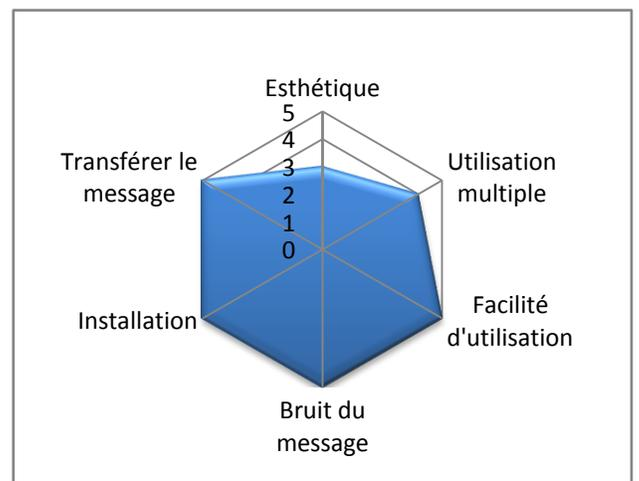 Esthétique
5
4
3
2
1
0
Utilisation
multiple
Facilité
d'utilisation
Bruit du
message
Installation
Transférer le
message